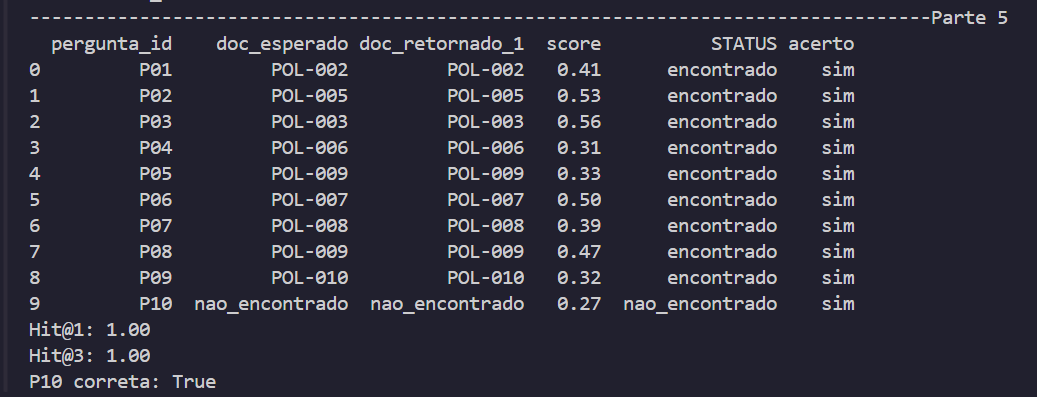 --------------------------------------------------------------------------------Parte 5
pergunta_id doc_esperado doc_retornado_1 score STATUS acerto
0 P01 POL-002 POL-002 0.41 encontrado sim
1 P02 POL-005 POL-005 0.53 encontrado sim
2 P03 POL-003 POL-003 0.56 encontrado sim
3 P04 POL-006 POL-006 0.31 encontrado sim
4 P05 POL-009 POL-009 0.33 encontrado sim
5 P06 POL-007 POL-007 0.50 encontrado sim
6 P07 POL-008 POL-008 0.39 encontrado sim
7 P08 POL-009 POL-009 0.47 encontrado sim
8 P09 POL-010 POL-010 0.32 encontrado sim
9 P10 nao_encontrado nao_encontrado 0.27 nao_encontrado sim
Hit@1: 1.00
Hit@3: 1.00
P10 correta: True